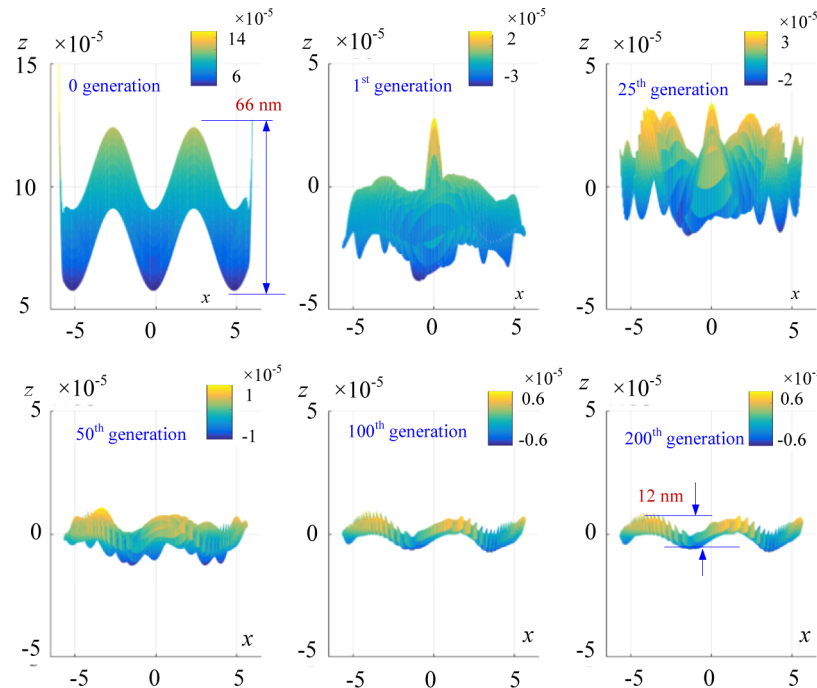 ×10⁻⁵ ×10⁻⁵ ×10⁻⁵
z ×10⁻⁵ 14 z ×10⁻⁵ 2 z ×10⁻⁵ 3
15 6 5 -3 5 -2
0 generation 1st generation 25th generation
66 nm
10 0 0
5 x -5 x -5
-5 0 5 -5 0 5 -5 0 5
×10⁻⁵ ×10⁻⁵ ×10⁻
z ×10⁻⁵ 1 z ×10⁻⁵ 0.6 z ×10⁻⁵ 0.6
5 5 5
50th generation -1 100th generation -0.6 200th generation -0.6
12 nm
0 0 0
-5 x -5 x -5 x
-5 0 5 -5 0 5 -5 0 5